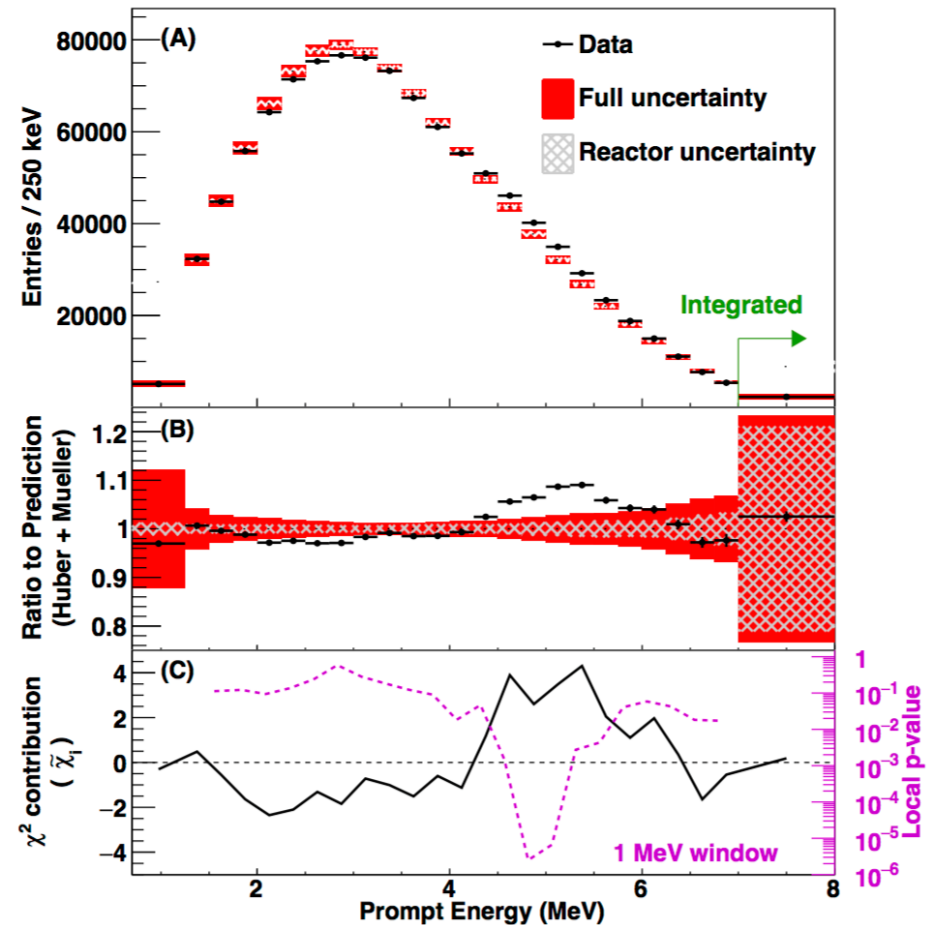 (A)
80000
60000
40000
20000
Entries / 250 keV
Data
Full uncertainty
Reactor uncertainty
Integrated
(B)
1.2
1.1
1
0.9
0.8
Ratio to Prediction
(Huber + Mueller)
(C)
4
2
0
−2
−4
χ² contribution
( χ̃ᵢ )
1
10⁻¹
10⁻²
10⁻³
10⁻⁴
10⁻⁵
10⁻⁶
Local p-value
1 MeV window
2
4
6
8
Prompt Energy (MeV)